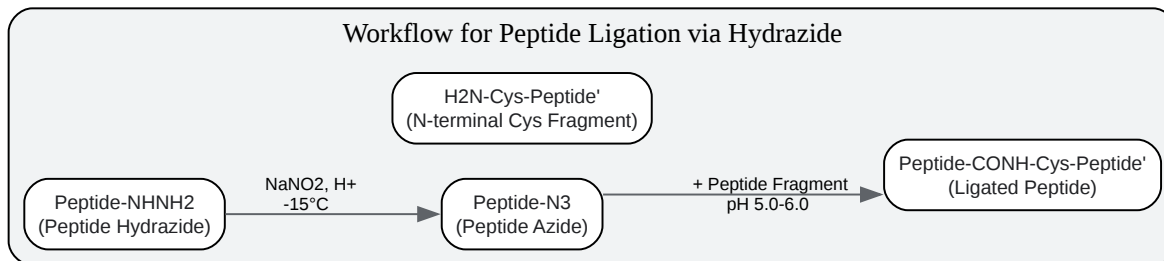 Workflow for Peptide Ligation via Hydrazide
H2N-Cys-Peptide'
(N-terminal Cys Fragment)
Peptide-NHNH2
(Peptide Hydrazide)
NaNO2, H+
-15°C
Peptide-N3
(Peptide Azide)
+ Peptide Fragment
pH 5.0-6.0
Peptide-CONH-Cys-Peptide'
(Ligated Peptide)